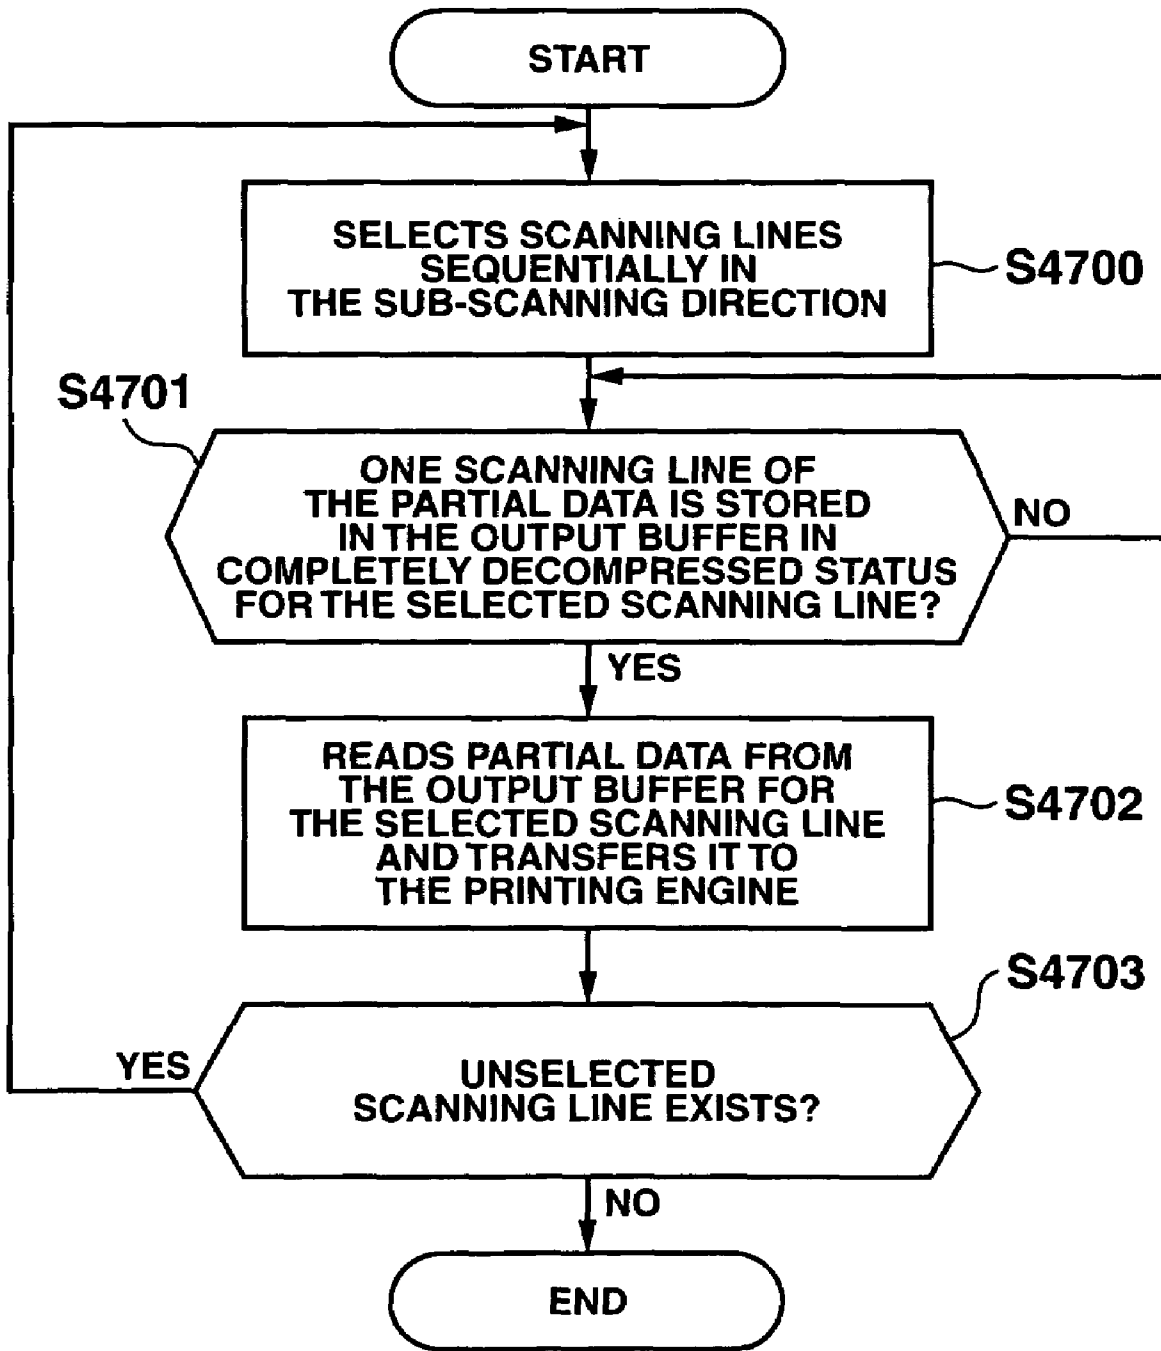 START
SELECTS SCANNING LINES
SEQUENTIALLY IN
THE SUB-SCANNING DIRECTION
S4700
S4701
ONE SCANNING LINE OF
THE PARTIAL DATA IS STORED
IN THE OUTPUT BUFFER IN
COMPLETELY DECOMPRESSED STATUS
FOR THE SELECTED SCANNING LINE?
NO
YES
READS PARTIAL DATA FROM
THE OUTPUT BUFFER FOR
THE SELECTED SCANNING LINE
AND TRANSFERS IT TO
THE PRINTING ENGINE
S4702
S4703
YES
UNSELECTED
SCANNING LINE EXISTS?
NO
END